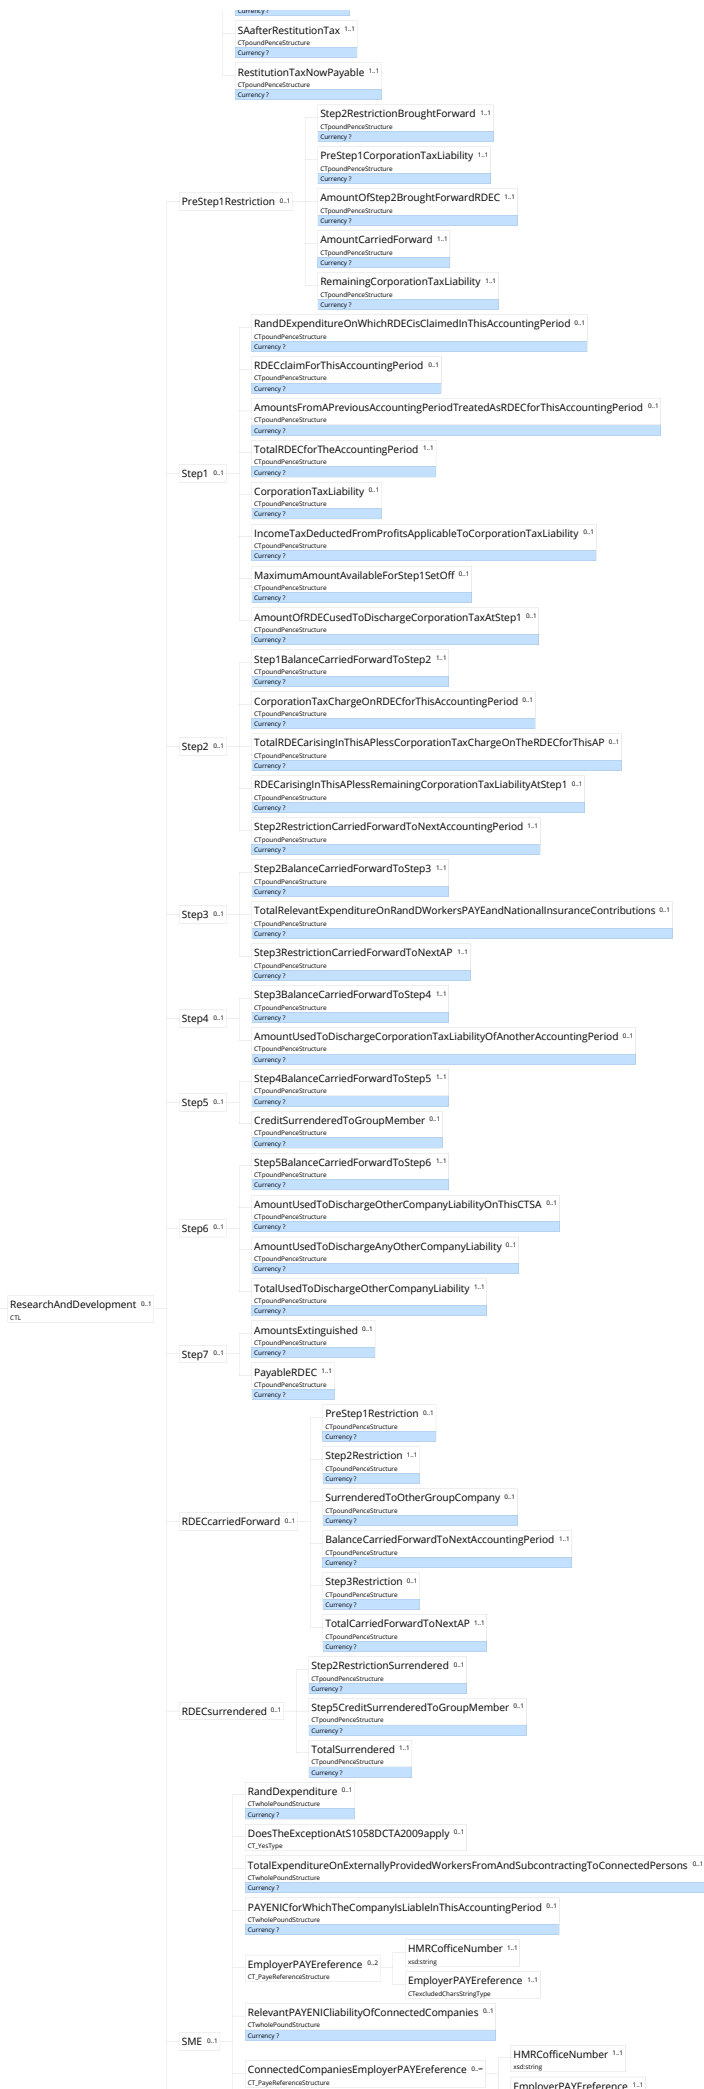 Currency ?
SAafterRestitutionTax 1..1
CTpoundPenceStructure
Currency ?
RestitutionTaxNowPayable 1..1
CTpoundPenceStructure
Currency ?
Step2RestrictionBroughtForward 1..1
CTpoundPenceStructure
Currency ?
PreStep1CorporationTaxLiability 1..1
CTpoundPenceStructure
Currency ?
PreStep1Restriction 0..1
AmountOfStep2BroughtForwardRDEC 1..1
CTpoundPenceStructure
Currency ?
AmountCarriedForward 1..1
CTpoundPenceStructure
Currency ?
RemainingCorporationTaxLiability 1..1
CTpoundPenceStructure
Currency ?
RandDExpenditureOnWhichRDECisClaimedInThisAccountingPeriod 0..1
CTpoundPenceStructure
Currency ?
RDECclaimForThisAccountingPeriod 0..1
CTpoundPenceStructure
Currency ?
AmountsFromAPreviousAccountingPeriodTreatedAsRDECforThisAccountingPeriod 0..1
CTpoundPenceStructure
Currency ?
TotalRDECforTheAccountingPeriod 1..1
CTpoundPenceStructure
Currency ?
Step1 0..1
CorporationTaxLiability 0..1
CTpoundPenceStructure
Currency ?
IncomeTaxDeductedFromProfitsApplicableToCorporationTaxLiability 0..1
CTpoundPenceStructure
Currency ?
MaximumAmountAvailableForStep1SetOff 0..1
CTpoundPenceStructure
Currency ?
AmountOfRDECusedToDischargeCorporationTaxAtStep1 0..1
CTpoundPenceStructure
Currency ?
Step1BalanceCarriedForwardToStep2 1..1
CTpoundPenceStructure
Currency ?
CorporationTaxChargeOnRDECforThisAccountingPeriod 0..1
CTpoundPenceStructure
Currency ?
Step2 0..1
TotalRDECarisingInThisAPlessCorporationTaxChargeOnTheRDECforThisAP 0..1
CTpoundPenceStructure
Currency ?
RDECarisingInThisAPlessRemainingCorporationTaxLiabilityAtStep1 0..1
CTpoundPenceStructure
Currency ?
Step2RestrictionCarriedForwardToNextAccountingPeriod 1..1
CTpoundPenceStructure
Currency ?
Step2BalanceCarriedForwardToStep3 1..1
CTpoundPenceStructure
Currency ?
Step3 0..1
TotalRelevantExpenditureOnRandDWorkersPAYEandNationalInsuranceContributions 0..1
CTpoundPenceStructure
Currency ?
Step3RestrictionCarriedForwardToNextAP 1..1
CTpoundPenceStructure
Currency ?
Step3BalanceCarriedForwardToStep4 1..1
CTpoundPenceStructure
Currency ?
Step4 0..1
AmountUsedToDischargeCorporationTaxLiabilityOfAnotherAccountingPeriod 0..1
CTpoundPenceStructure
Currency ?
Step4BalanceCarriedForwardToStep5 1..1
CTpoundPenceStructure
Currency ?
Step5 0..1
CreditSurrenderedToGroupMember 0..1
CTpoundPenceStructure
Currency ?
Step5BalanceCarriedForwardToStep6 1..1
CTpoundPenceStructure
Currency ?
AmountUsedToDischargeOtherCompanyLiabilityOnThisCTSA 0..1
CTpoundPenceStructure
Currency ?
Step6 0..1
AmountUsedToDischargeAnyOtherCompanyLiability 0..1
CTpoundPenceStructure
Currency ?
TotalUsedToDischargeOtherCompanyLiability 1..1
CTpoundPenceStructure
Currency ?
ResearchAndDevelopment 0..1
CTL
AmountsExtinguished 0..1
CTpoundPenceStructure
Currency ?
Step7 0..1
PayableRDEC 1..1
CTpoundPenceStructure
Currency ?
PreStep1Restriction 0..1
CTpoundPenceStructure
Currency ?
Step2Restriction 1..1
CTpoundPenceStructure
Currency ?
SurrenderedToOtherGroupCompany 0..1
CTpoundPenceStructure
Currency ?
RDECcarriedForward 0..1
BalanceCarriedForwardToNextAccountingPeriod 1..1
CTpoundPenceStructure
Currency ?
Step3Restriction 0..1
CTpoundPenceStructure
Currency ?
TotalCarriedForwardToNextAP 1..1
CTpoundPenceStructure
Currency ?
Step2RestrictionSurrendered 0..1
CTpoundPenceStructure
Currency ?
RDECsurrendered 0..1
Step5CreditSurrenderedToGroupMember 0..1
CTpoundPenceStructure
Currency ?
TotalSurrendered 1..1
CTpoundPenceStructure
Currency ?
RandDexpenditure 0..1
CTwholePoundStructure
Currency ?
DoesTheExceptionAtS1058DCTA2009apply 0..1
CT_YesType
TotalExpenditureOnExternallyProvidedWorkersFromAndSubcontractingToConnectedPersons 0..1
CTwholePoundStructure
Currency ?
PAYENICforWhichTheCompanyIsLiableInThisAccountingPeriod 0..1
CTwholePoundStructure
Currency ?
EmployerPAYEreference 0..2
CT_PayeReferenceStructure
HMRCofficeNumber 1..1
xsd:string
EmployerPAYEreference 1..1
CTexcludedCharsStringType
RelevantPAYENICliabilityOfConnectedCompanies 0..1
CTwholePoundStructure
Currency ?
SME 0..1
ConnectedCompaniesEmployerPAYEreference 0..∞
CT_PayeReferenceStructure
HMRCofficeNumber 1..1
xsd:string
EmployerPAYEreference 1..1